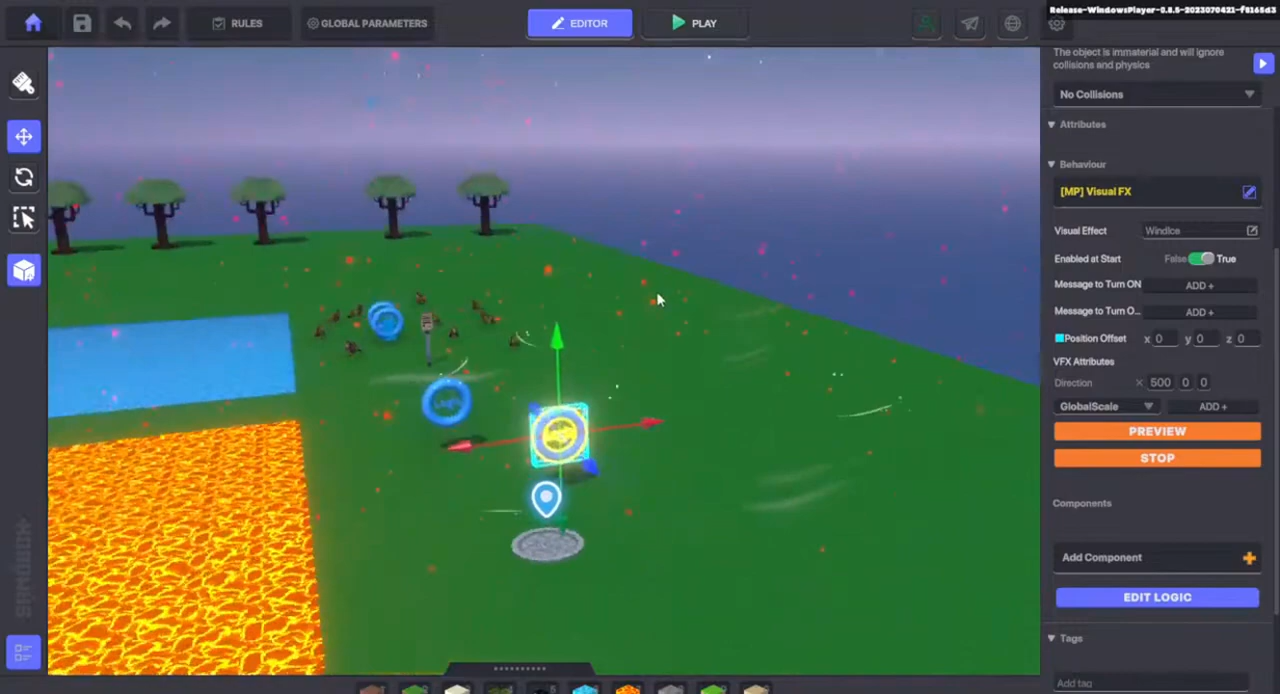 RULES
GLOBAL PARAMETERS
EDITOR
PLAY
Release-WindowsPlayer-0.8.5-2023070421-f8165d3
The object is immaterial and will ignore
collisions and physics
No Collisions
Attributes
Behaviour
[MP] Visual FX
Visual Effect WindIce
Enabled at Start False True
Message to Turn ON ADD +
Message to Turn O... ADD +
Position Offset x 0 y 0 z 0
VFX Attributes
Direction × 500 0 0
GlobalScale ADD +
PREVIEW
STOP
Components
Add Component
EDIT LOGIC
Tags
Add tag
SANDBOX